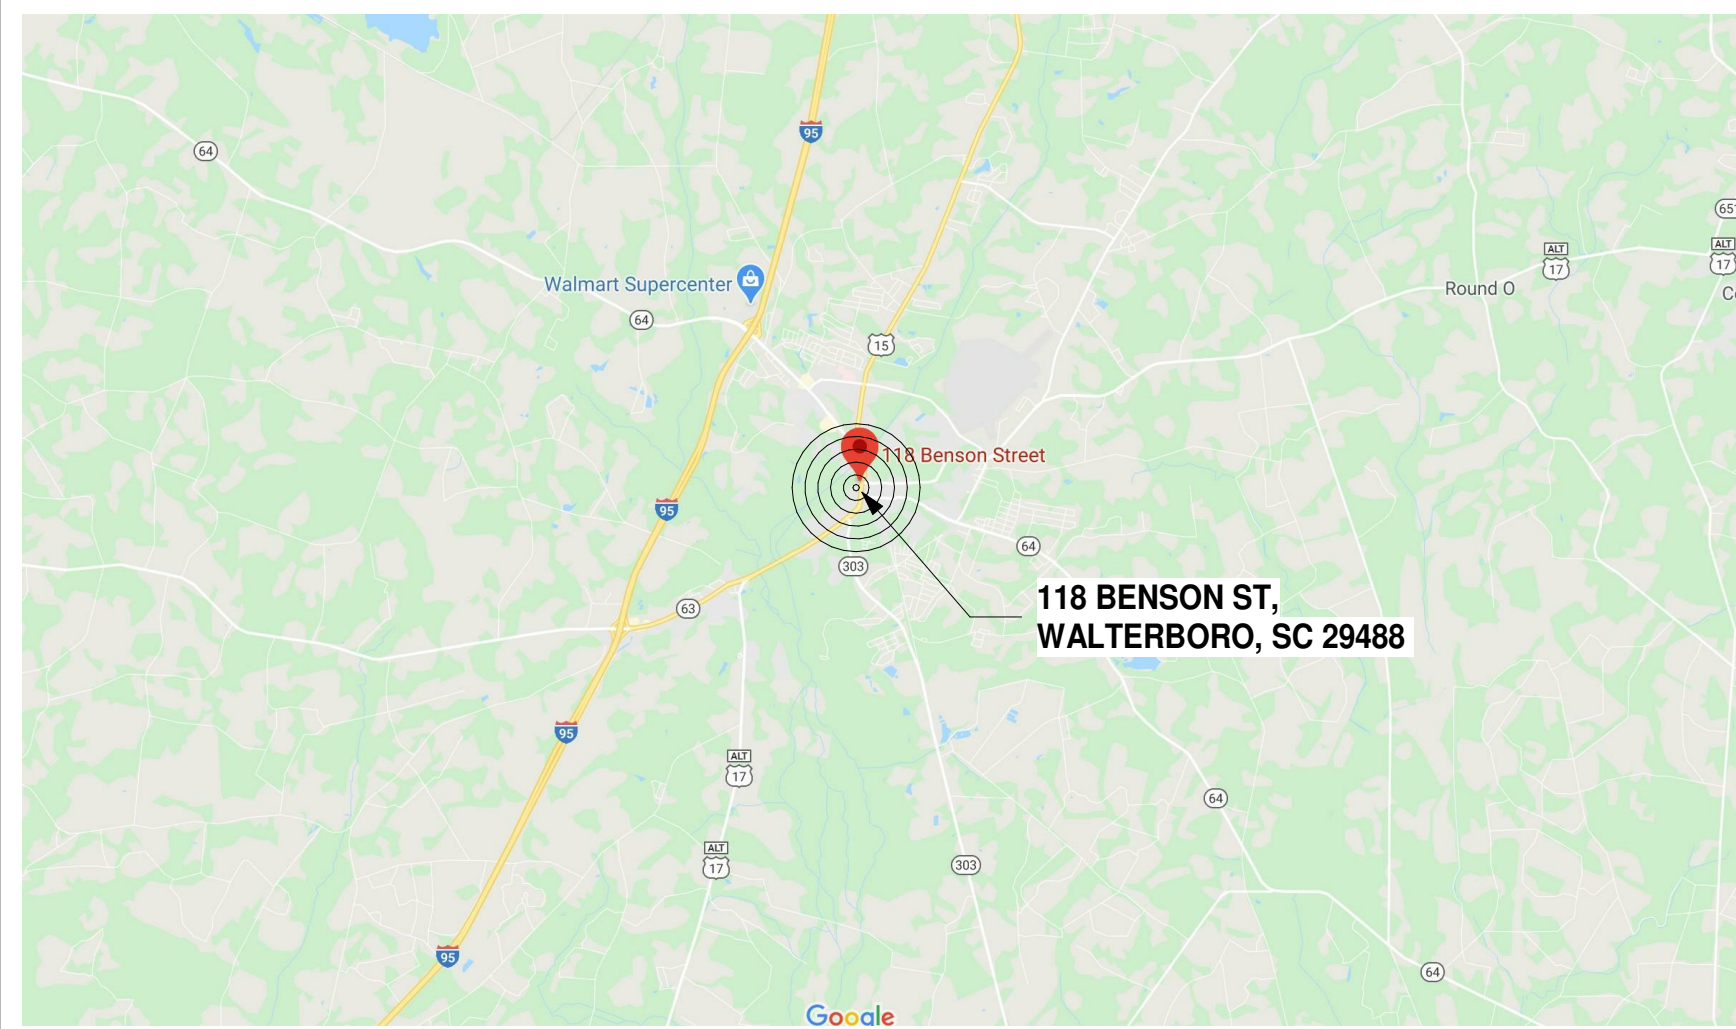 95
64
651
ALT
17
ALT
17
Round O
Walmart Supercenter
64
15
118 Benson Street
95
64
303
63
118 BENSON ST,
WALTERBORO, SC 29488
95
ALT
17
64
ALT
17
303
95
64
Google